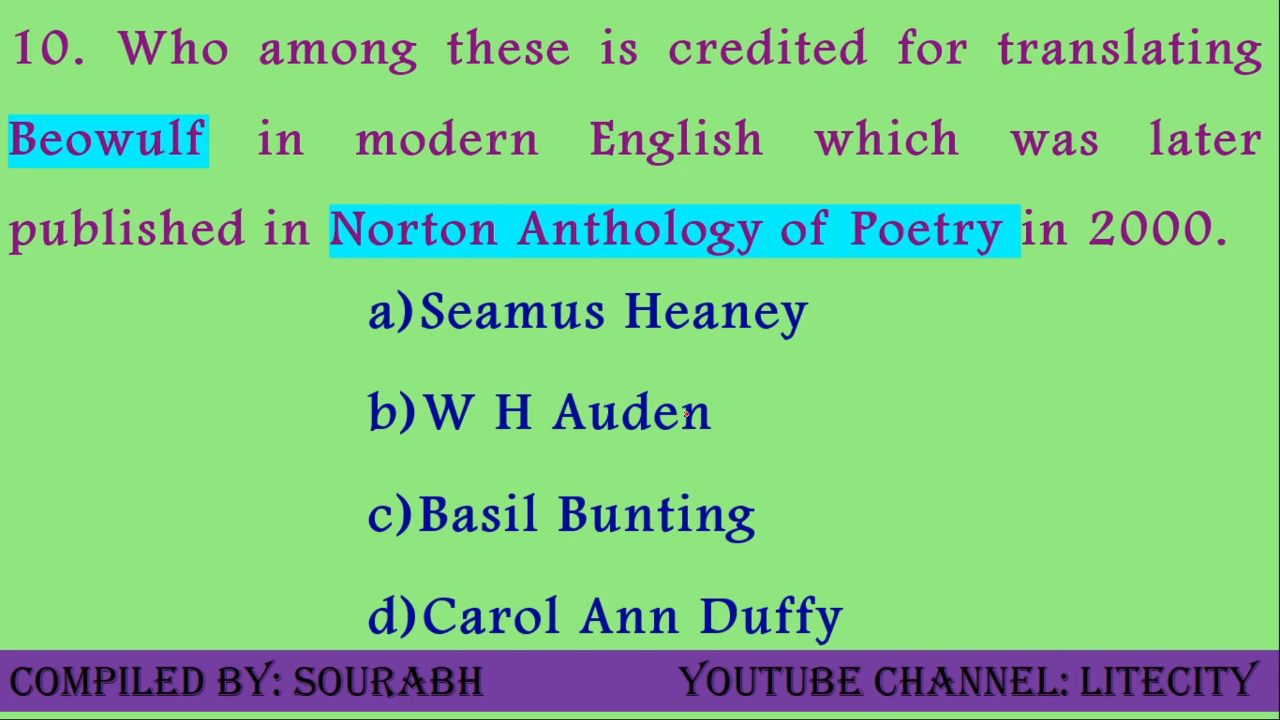 10. Who among these is credited for translating
Beowulf in modern English which was later
published in Norton Anthology of Poetry in 2000.
a)Seamus Heaney
b)W H Auden
c)Basil Bunting
d)Carol Ann Duffy
COMPILED BY: SOURABH YOUTUBE CHANNEL: LITECITY